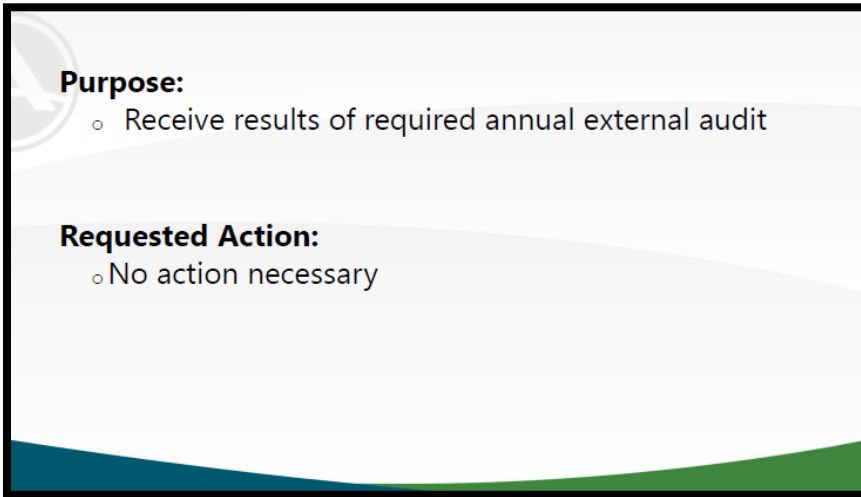 Purpose:
○ Receive results of required annual external audit
Requested Action:
○ No action necessary